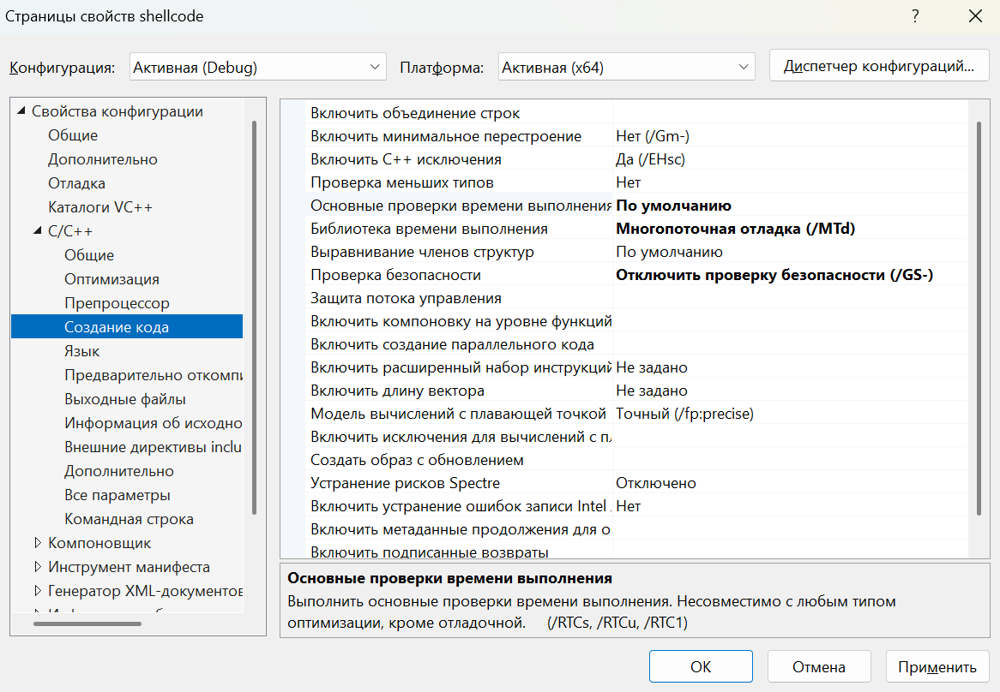 Страницы свойств shellcode
?
Конфигурация: Активная (Debug) Платформа: Активная (x64) Диспетчер конфигураций...
Свойства конфигурации
Общие
Дополнительно
Отладка
Каталоги VC++
C/C++
Общие
Оптимизация
Препроцессор
Создание кода
Язык
Предварительно откомпи
Выходные файлы
Информация об исходно
Внешние директивы inclu
Дополнительно
Все параметры
Командная строка
Компоновщик
Инструмент манифеста
Генератор XML-документов
Включить объединение строк
Включить минимальное перестроение Нет (/Gm-)
Включить C++ исключения Да (/EHsc)
Проверка меньших типов Нет
Основные проверки времени выполнения По умолчанию
Библиотека времени выполнения Многопоточная отладка (/MTd)
Выравнивание членов структур По умолчанию
Проверка безопасности Отключить проверку безопасности (/GS-)
Защита потока управления
Включить компоновку на уровне функций
Включить создание параллельного кода
Включить расширенный набор инструкций Не задано
Включить длину вектора Не задано
Модель вычислений с плавающей точкой Точный (/fp:precise)
Включить исключения для вычислений с пл
Создать образ с обновлением
Устранение рисков Spectre Отключено
Включить устранение ошибок записи Intel . Нет
Включить метаданные продолжения для о
Включить подписанные возвраты
Основные проверки времени выполнения
Выполнить основные проверки времени выполнения. Несовместимо с любым типом
оптимизации, кроме отладочной. (/RTCs, /RTCu, /RTC1)
ОК Отмена Применить